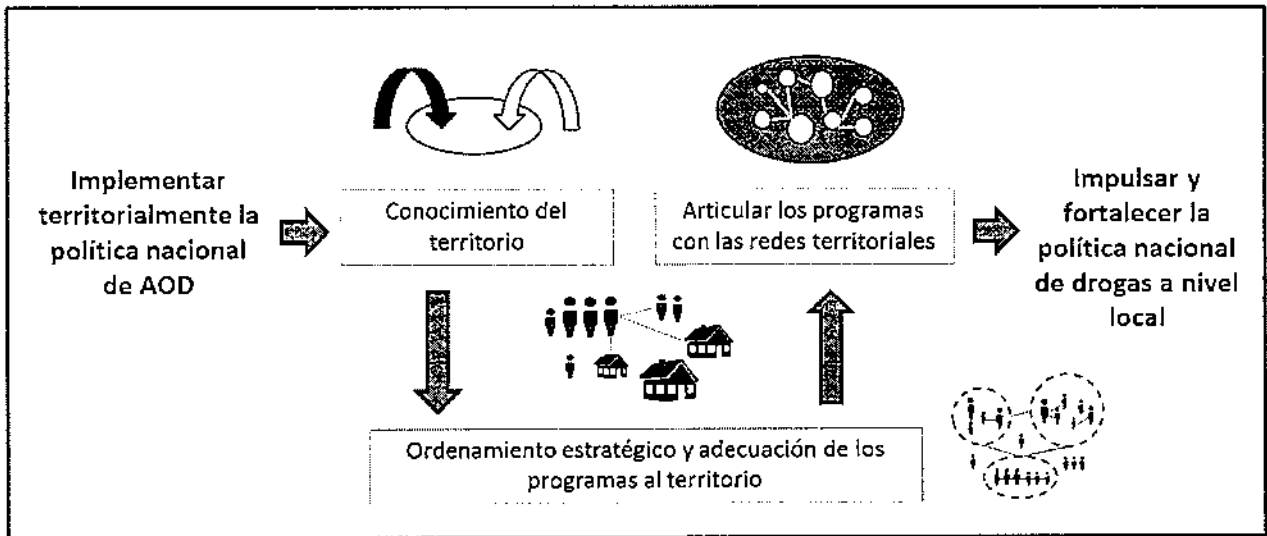 Implementar
territorialmente la
política nacional
de AOD
Conocimiento del
territorio
Ordenamiento estratégico y adecuación de los
programas al territorio
Articular los programas
con las redes territoriales
Impulsar y
fortalecer la
política nacional
de drogas a nivel
local